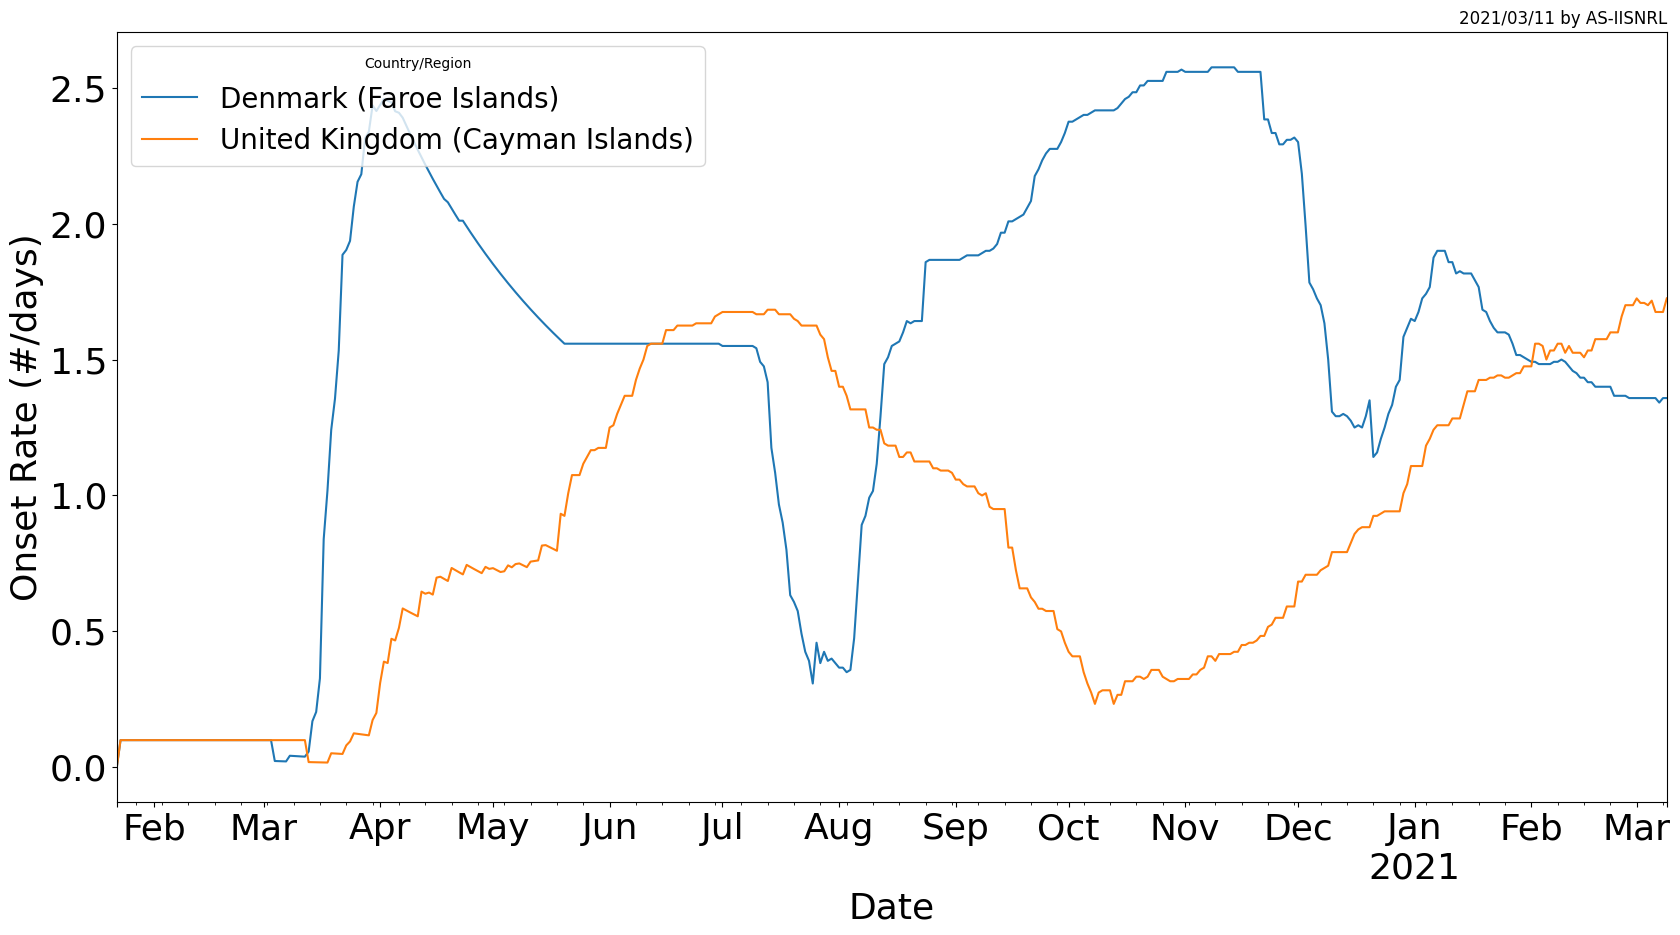 2021/03/11 by AS-IISNRL
Country/Region
Denmark (Faroe Islands)
United Kingdom (Cayman Islands)
Onset Rate (#/days)
2.5
2.0
1.5
1.0
0.5
0.0
Feb Mar Apr May Jun Jul Aug Sep Oct Nov Dec Jan Feb Mar
2021
Date